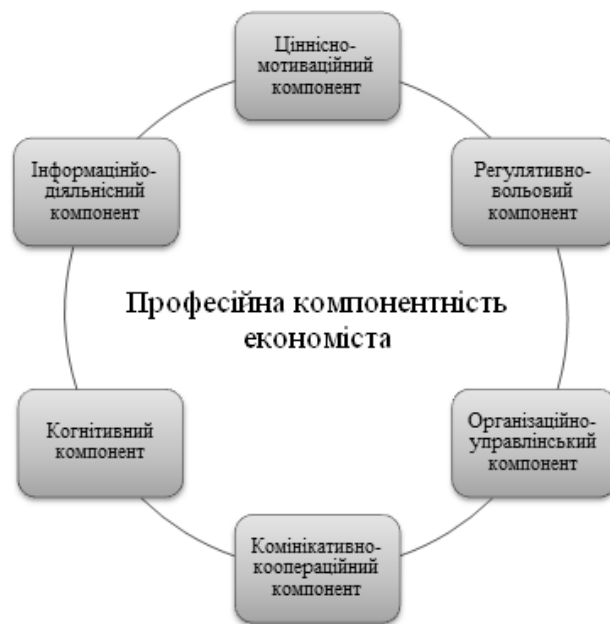 Ціннісно-
мотиваційний
компонент
Регулятивно-
вольовий
компонент
Організаційно-
управлінський
компонент
Комінікативно-
коопераційний
компонент
Когнітивний
компонент
Інформаціній­о-
діяльнісний
компонент
Професійна компонентність
економіста